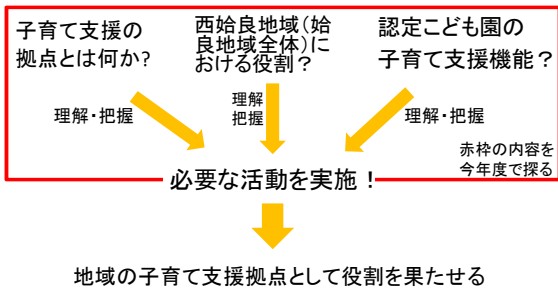 子育て支援の
拠点とは何か?
西姶良地域(姶
良地域全体)に
おける役割？
認定こども園の
子育て支援機能？
理解・把握
理解
把握
理解・把握
赤枠の内容を
今年度で探る
必要な活動を実施！
地域の子育て支援拠点として役割を果たせる